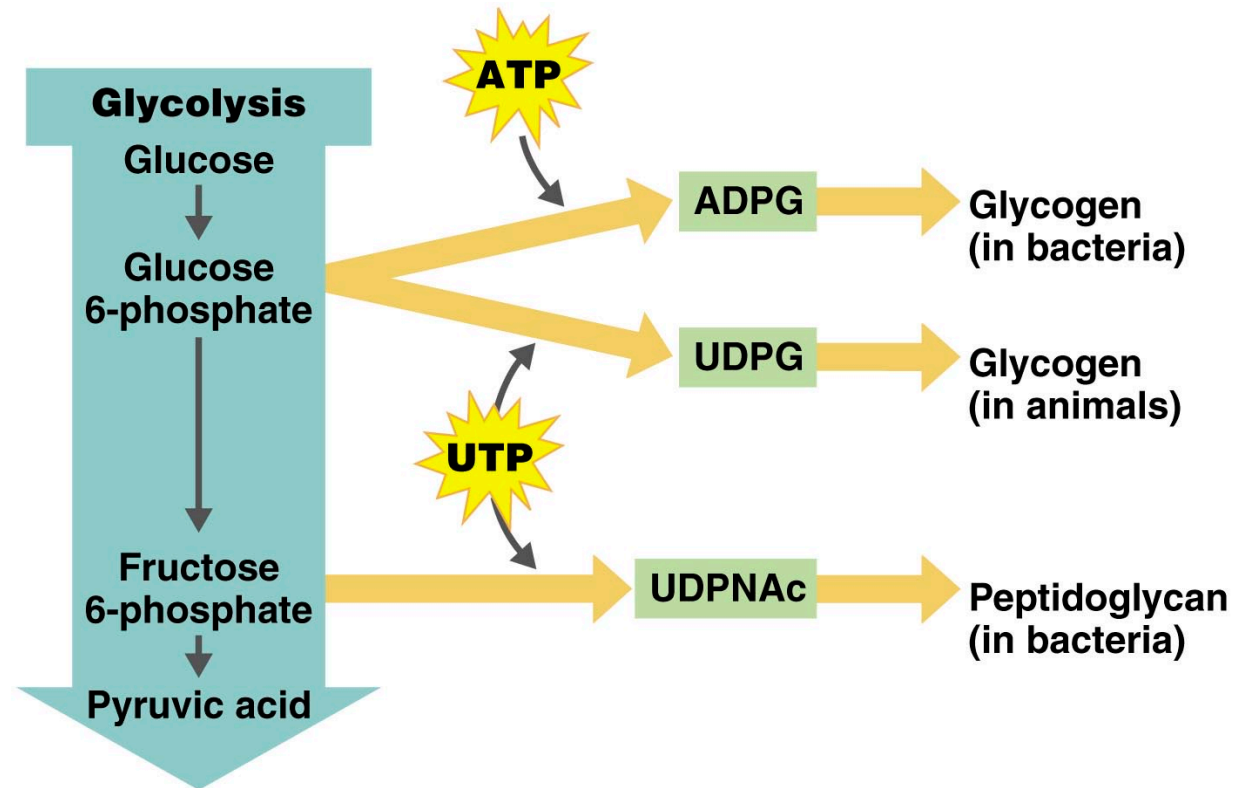 Glycolysis
Glucose
Glucose
6-phosphate
Fructose
6-phosphate
Pyruvic acid
ATP
UTP
ADPG
Glycogen
(in bacteria)
UDPG
Glycogen
(in animals)
UDPNAc
Peptidoglycan
(in bacteria)